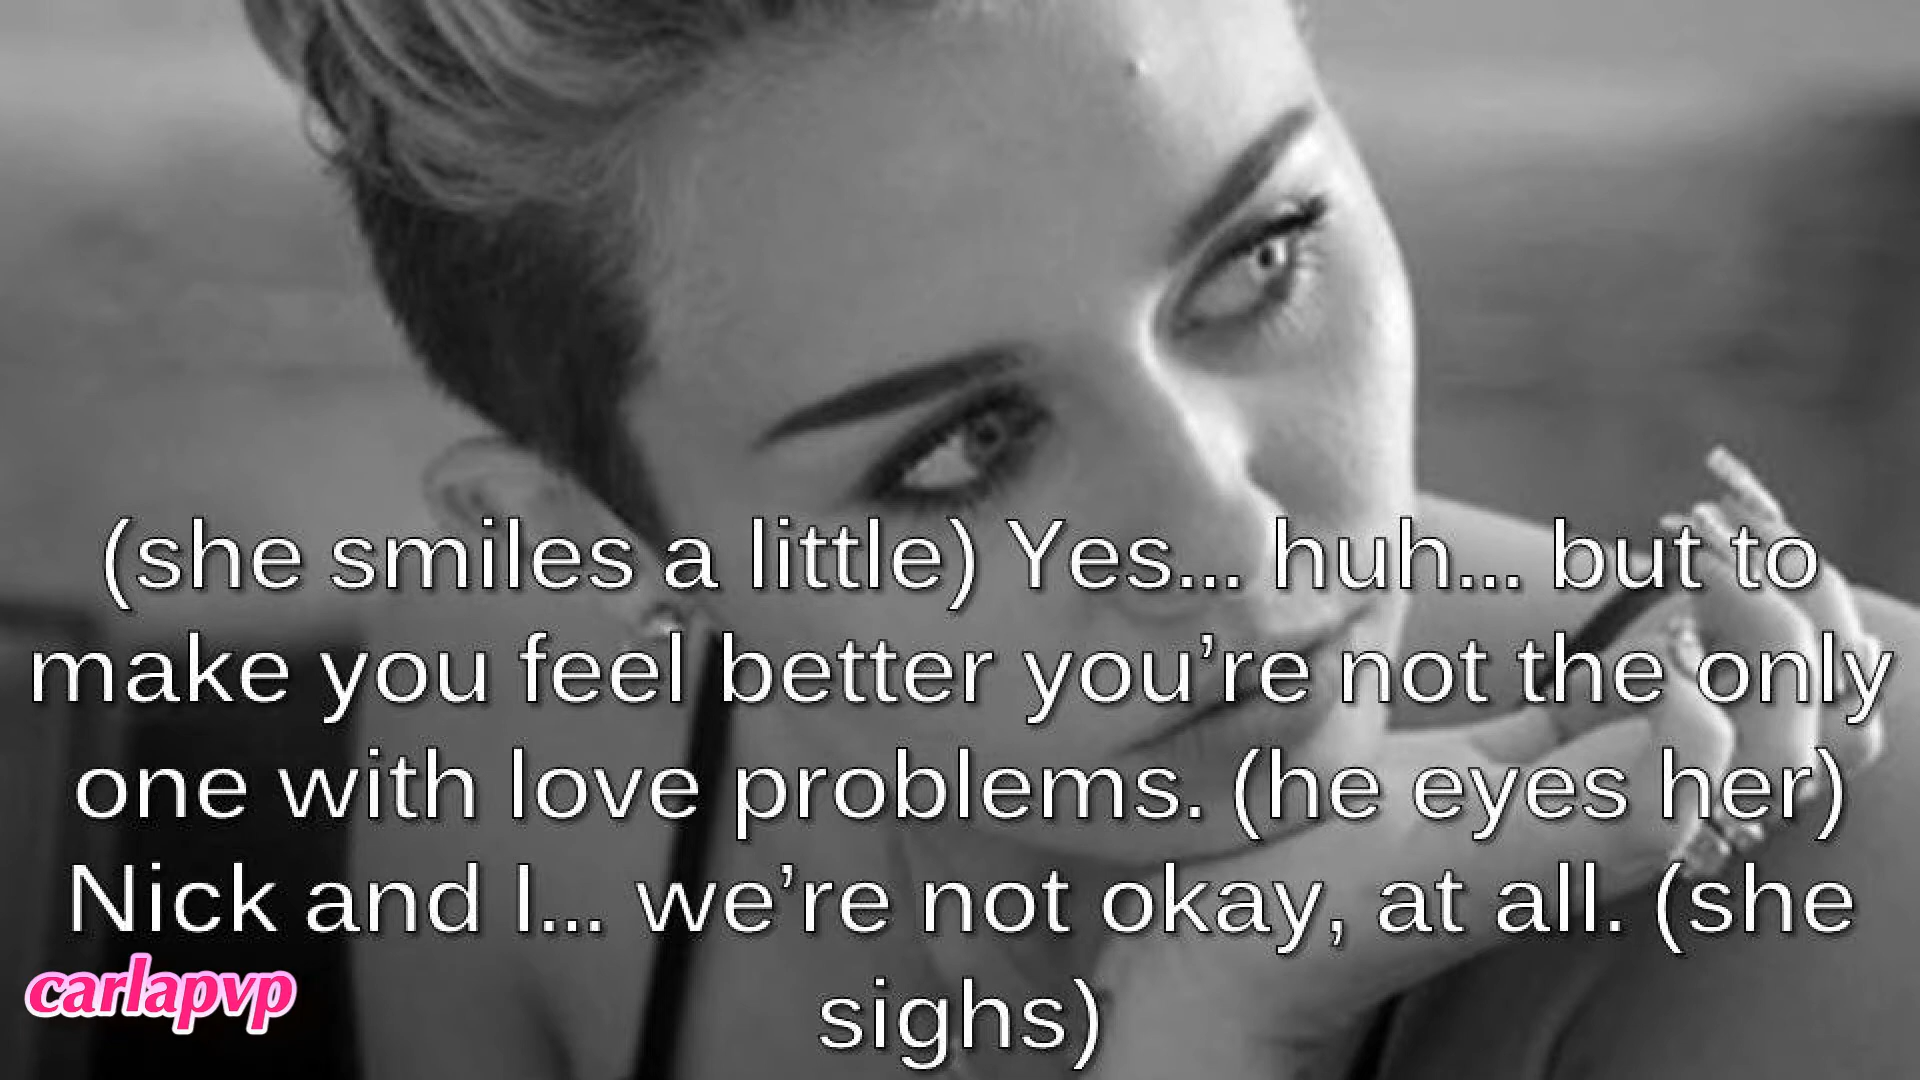 (she smiles a little) Yes... huh... but to
make you feel better you’re not the only
one with love problems. (he eyes her)
Nick and I... we’re not okay, at all. (she
sighs)
carlapvp